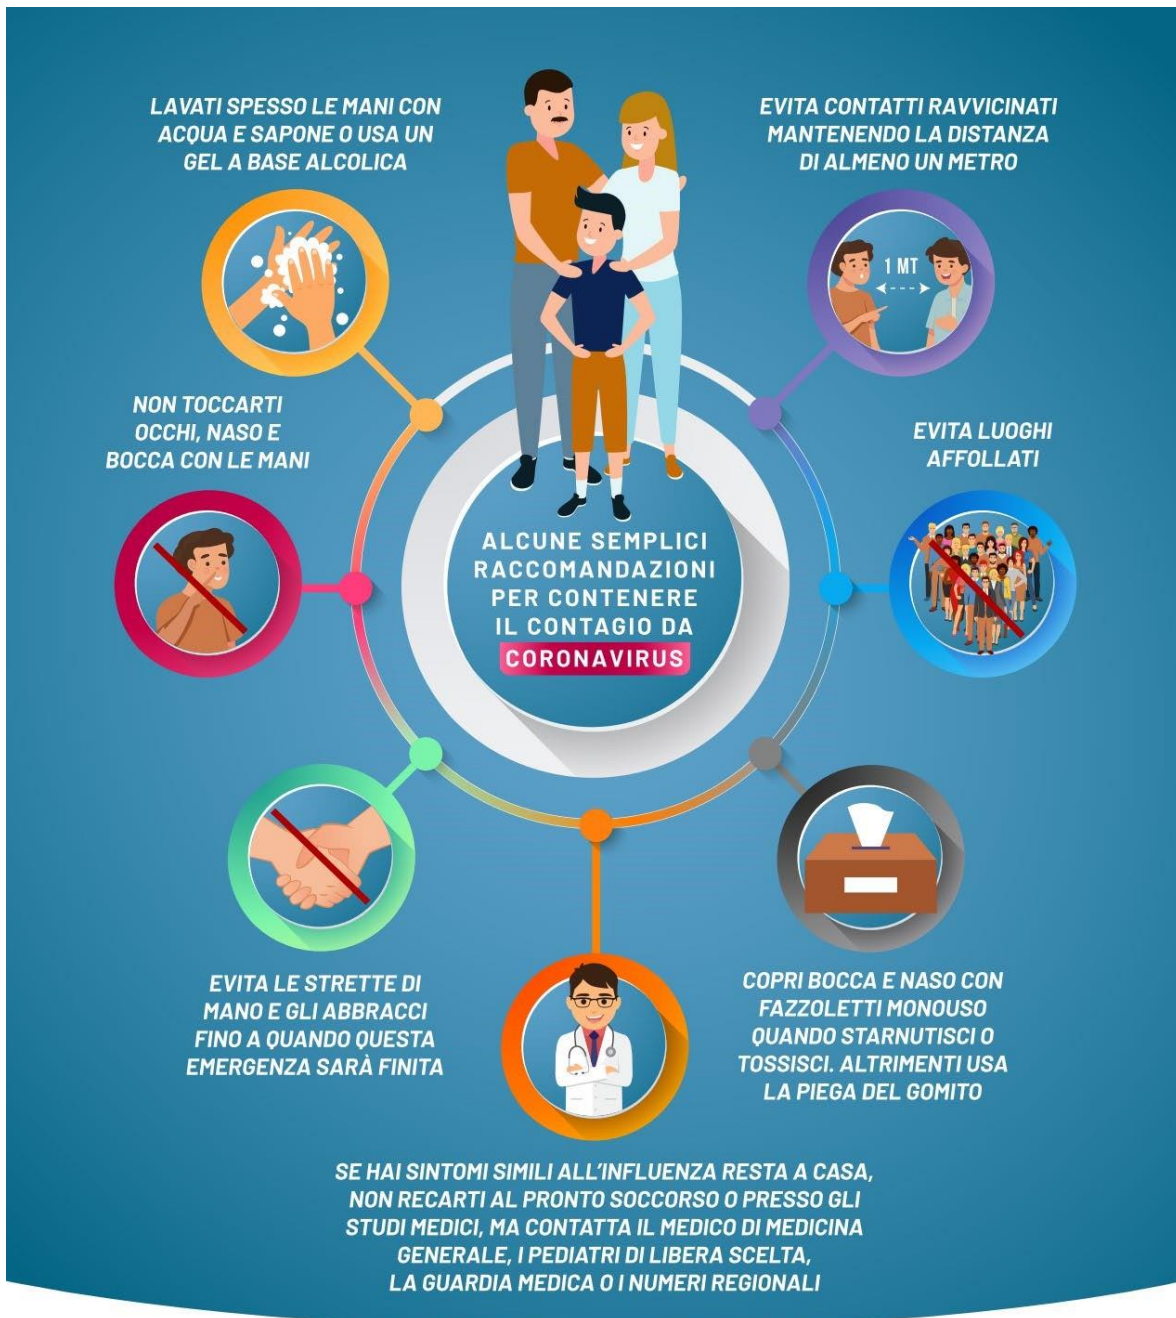 LAVATI SPESSO LE MANI CON
ACQUA E SAPONE O USA UN
GEL A BASE ALCOLICA
EVITA CONTATTI RAVVICINATI
MANTENENDO LA DISTANZA
DI ALMENO UN METRO
1 MT
NON TOCCARTI
OCCHI, NASO E
BOCCA CON LE MANI
EVITA LUOGHI
AFFOLLATI
ALCUNE SEMPLICI
RACCOMANDAZIONI
PER CONTENERE
IL CONTAGIO DA
CORONAVIRUS
EVITA LE STRETTE DI
MANO E GLI ABBRACCI
FINO A QUANDO QUESTA
EMERGENZA SARÀ FINITA
COPRI BOCCA E NASO CON
FAZZOLETTI MONOUSO
QUANDO STARNUTISCI O
TOSSISCI. ALTRIMENTI USA
LA PIEGA DEL GOMITO
SE HAI SINTOMI SIMILI ALL'INFLUENZA RESTA A CASA,
NON RECARTI AL PRONTO SOCCORSO O PRESSO GLI
STUDI MEDICI, MA CONTATTA IL MEDICO DI MEDICINA
GENERALE, I PEDIATRI DI LIBERA SCELTA,
LA GUARDIA MEDICA O I NUMERI REGIONALI